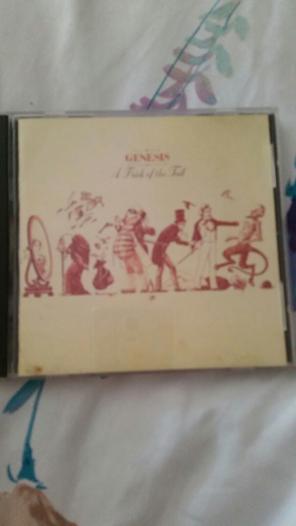 GENESIS
A Trick of the Tail